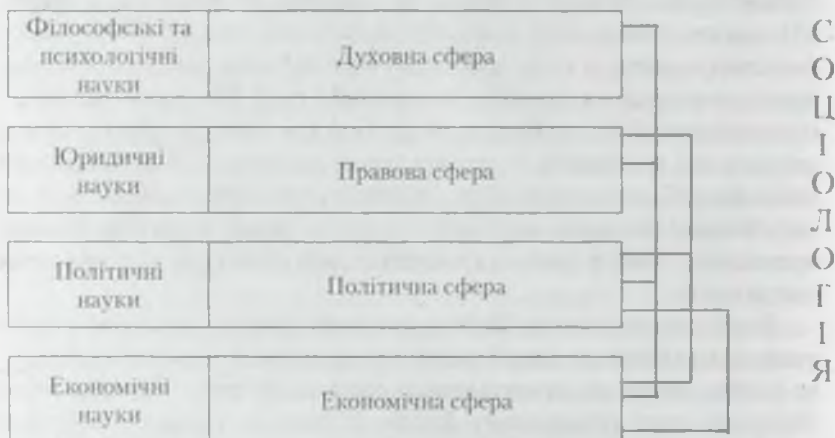 Філософські та
психологічні
науки
Духовна сфера
Юридичні
науки
Правова сфера
Політичні
науки
Політична сфера
Економічні
науки
Економічна сфера
С
О
Ц
І
О
Л
О
Г
І
Я